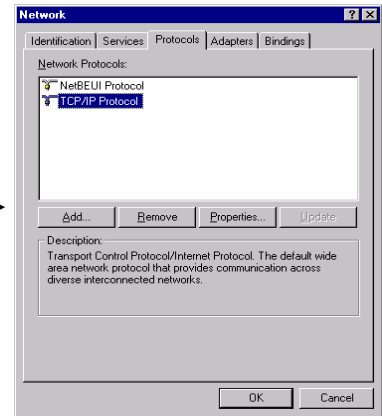 Network
Identification Services Protocols Adapters Bindings
Network Protocols:
NetBEUI Protocol
TCP/IP Protocol
Add... Remove Properties... Update
Description:
Transport Control Protocol/Internet Protocol. The default wide
area network protocol that provides communication across
diverse interconnected networks.
OK Cancel